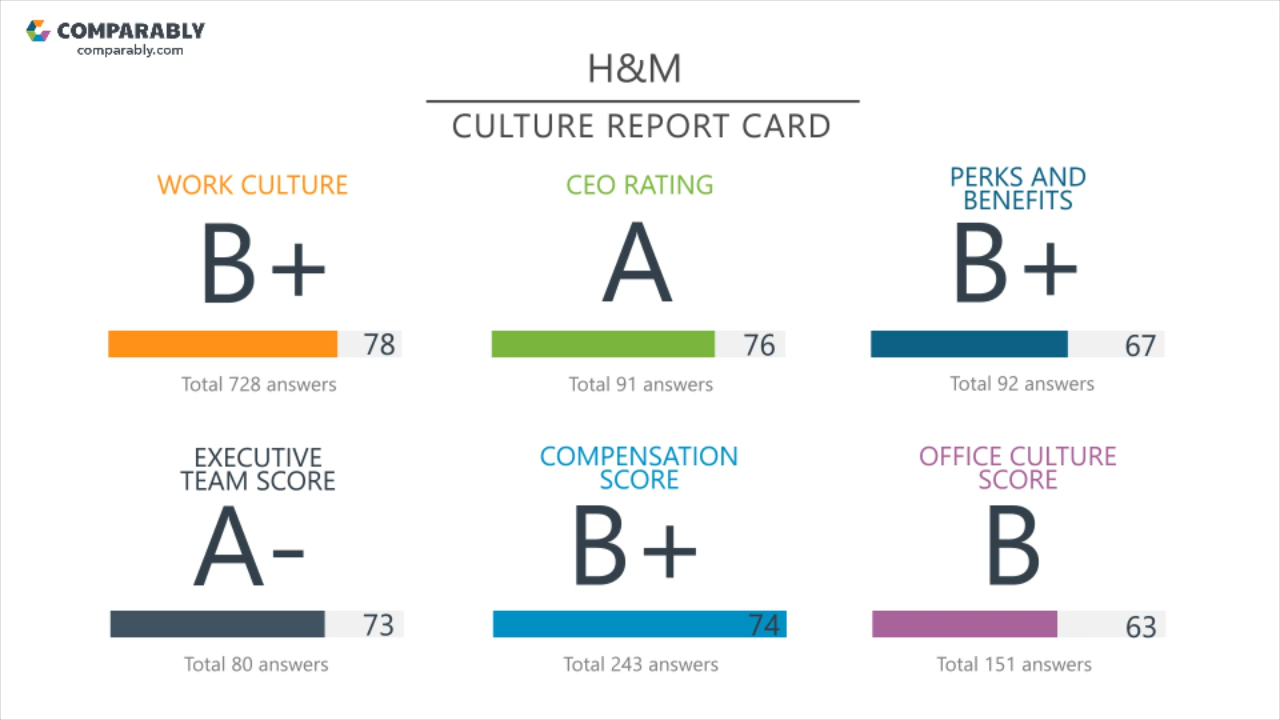 COMPARABLY
comparably.com
H&M
CULTURE REPORT CARD
WORK CULTURE
B+
78
Total 728 answers
CEO RATING
A
76
Total 91 answers
PERKS AND
BENEFITS
B+
67
Total 92 answers
EXECUTIVE
TEAM SCORE
A-
73
Total 80 answers
COMPENSATION
SCORE
B+
74
Total 243 answers
OFFICE CULTURE
SCORE
B
63
Total 151 answers